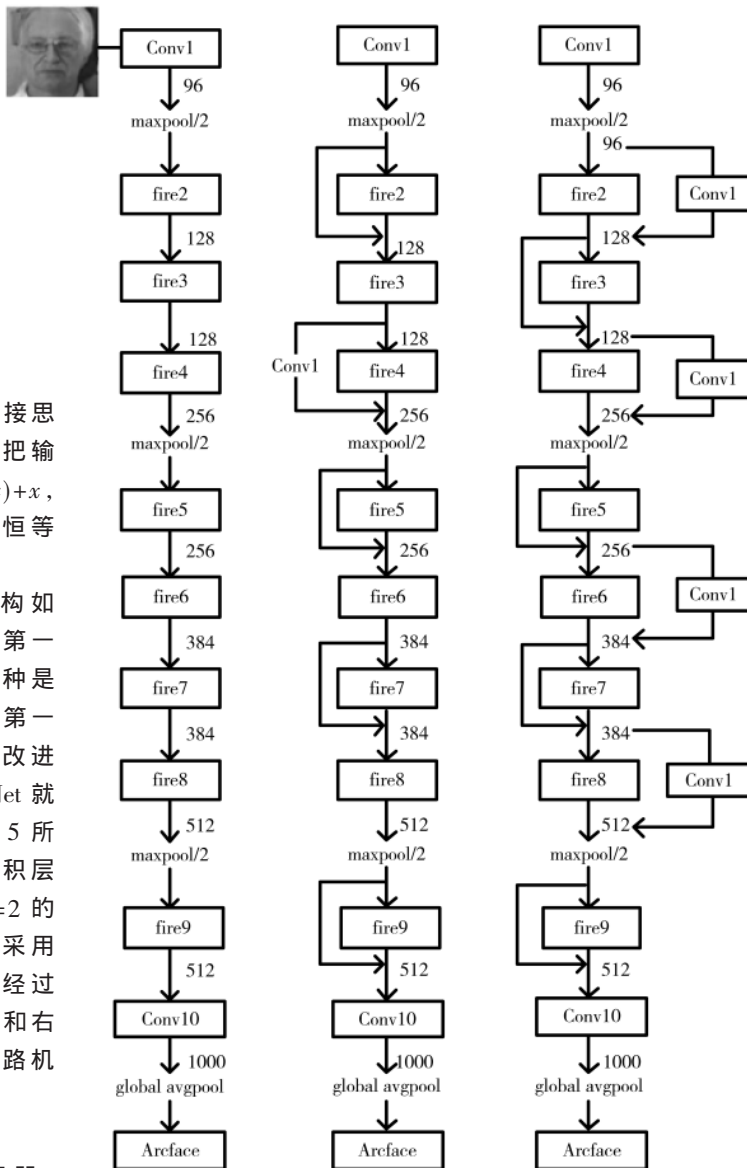 接思
把输
)+x,
恒等
构如
第一
种是
第一
改进
Net 就
5 所
积层
=2 的
采用
经过
和右
路机
Conv1
96
maxpool/2
fire2
128
fire3
128
fire4
256
maxpool/2
fire5
256
fire6
384
fire7
384
fire8
512
maxpool/2
fire9
512
Conv10
1000
global avgpool
Arcface
Conv1
96
maxpool/2
fire2
128
fire3
128
Conv1
fire4
256
maxpool/2
fire5
256
fire6
384
fire7
384
fire8
512
maxpool/2
fire9
512
Conv10
1000
global avgpool
Arcface
Conv1
96
maxpool/2
96
fire2
Conv1
128
fire3
128
fire4
Conv1
256
maxpool/2
fire5
256
fire6
Conv1
384
fire7
384
fire8
Conv1
512
maxpool/2
fire9
512
Conv10
1000
global avgpool
Arcface